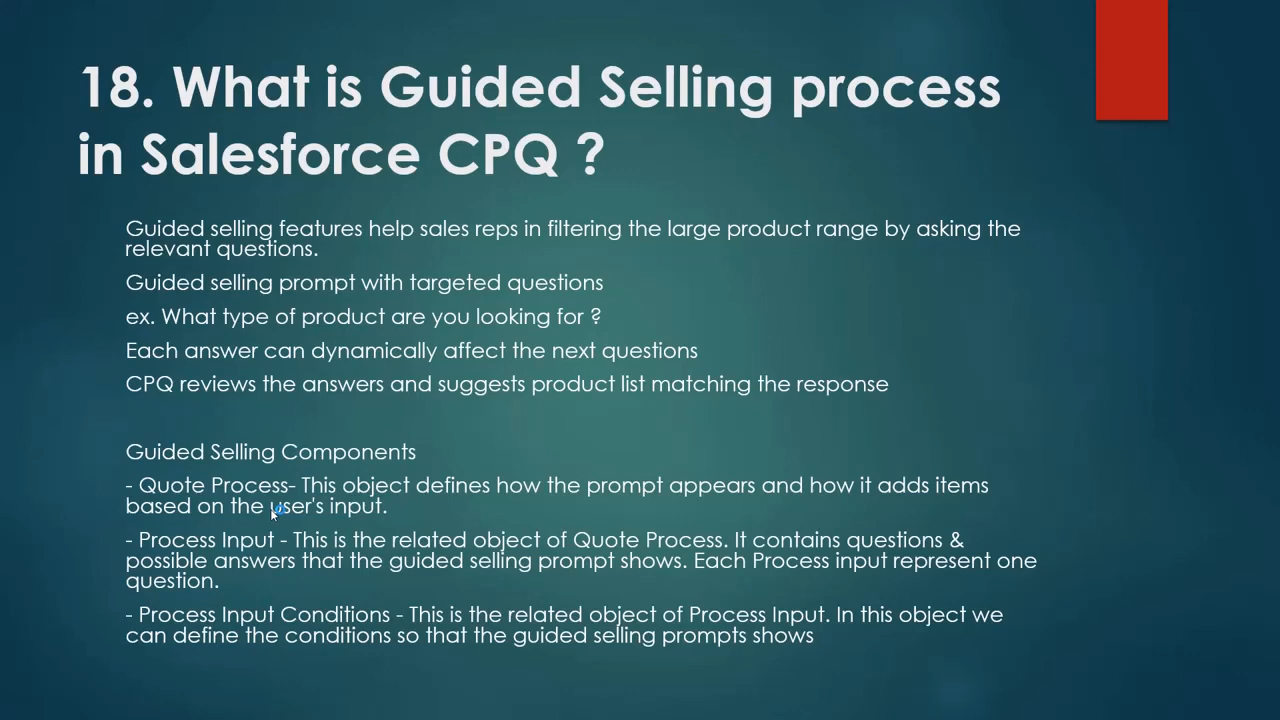 18. What is Guided Selling process
in Salesforce CPQ ?
Guided selling features help sales reps in filtering the large product range by asking the
relevant questions.
Guided selling prompt with targeted questions
ex. What type of product are you looking for ?
Each answer can dynamically affect the next questions
CPQ reviews the answers and suggests product list matching the response
Guided Selling Components
- Quote Process- This object defines how the prompt appears and how it adds items
based on the user's input.
- Process Input - This is the related object of Quote Process. It contains questions &
possible answers that the guided selling prompt shows. Each Process input represent one
question.
- Process Input Conditions - This is the related object of Process Input. In this object we
can define the conditions so that the guided selling prompts shows